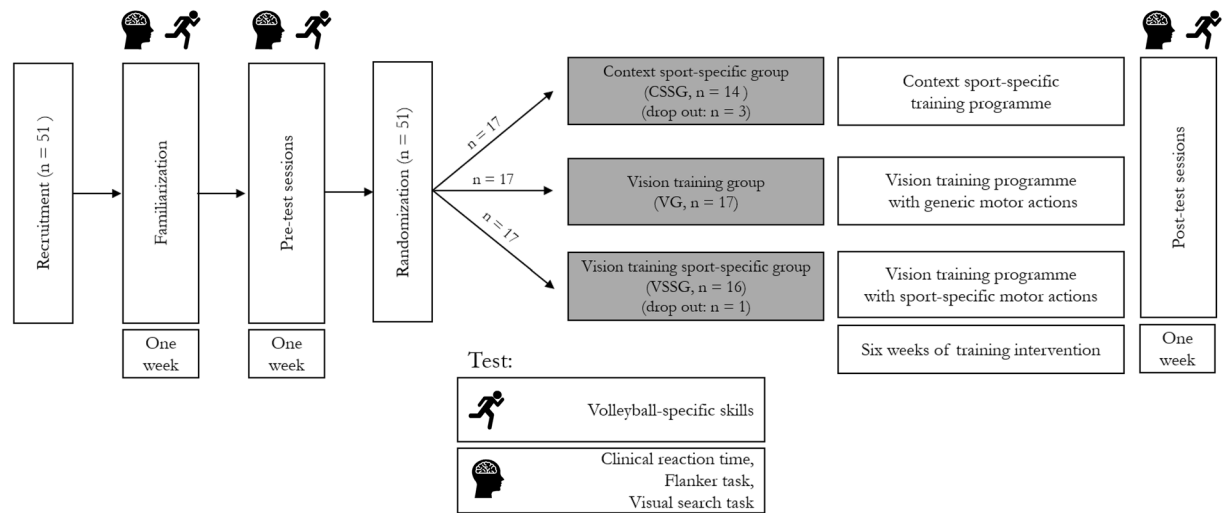 Recruitment (n = 51 )
Familiarization
One
week
Pre-test sessions
One
week
Randomization (n = 51)
n = 17
n = 17
n = 17
Context sport-specific group
(CSSG, n = 14 )
(drop out: n = 3)
Context sport-specific
training programme
Vision training group
(VG, n = 17)
Vision training programme
with generic motor actions
Vision training sport-specific group
(VSSG, n = 16)
(drop out: n = 1)
Vision training programme
with sport-specific motor actions
Six weeks of training intervention
Post-test sessions
One
week
Test:
Volleyball-specific skills
Clinical reaction time,
Flanker task,
Visual search task